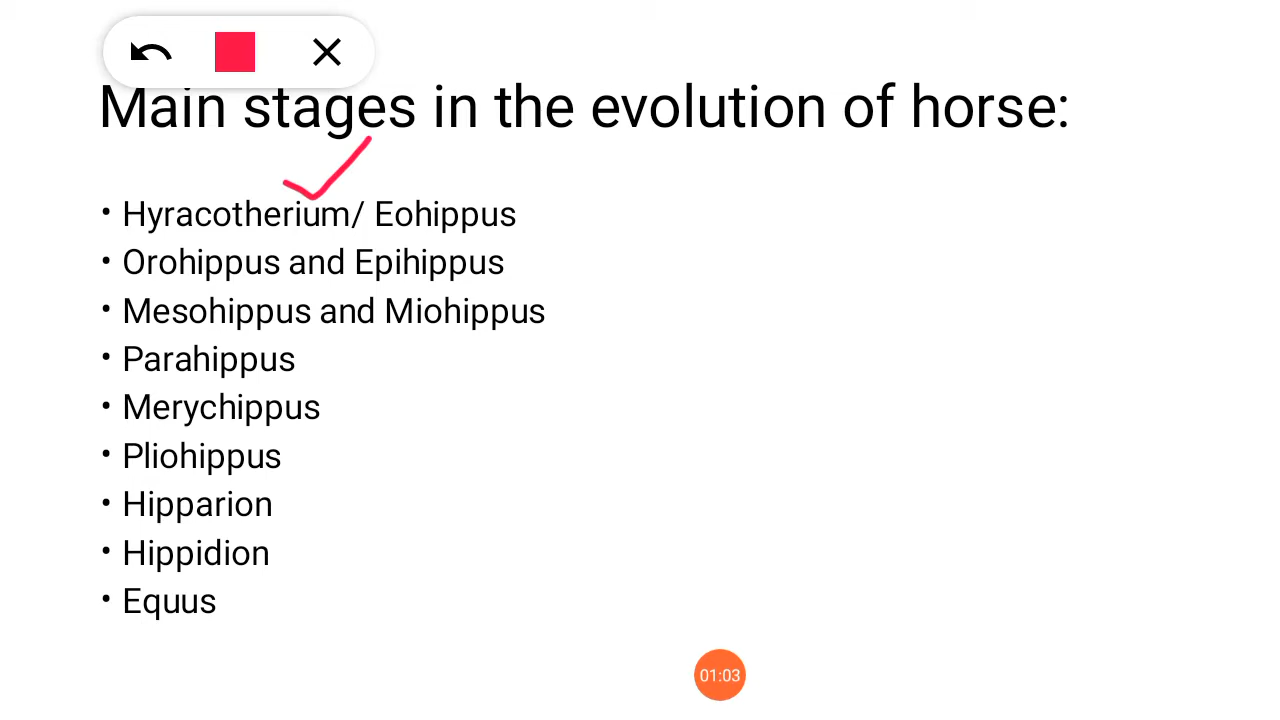 Main stages in the evolution of horse:
• Hyracotherium/ Eohippus
• Orohippus and Epihippus
• Mesohippus and Miohippus
• Parahippus
• Merychippus
• Pliohippus
• Hipparion
• Hippidion
• Equus
01:03